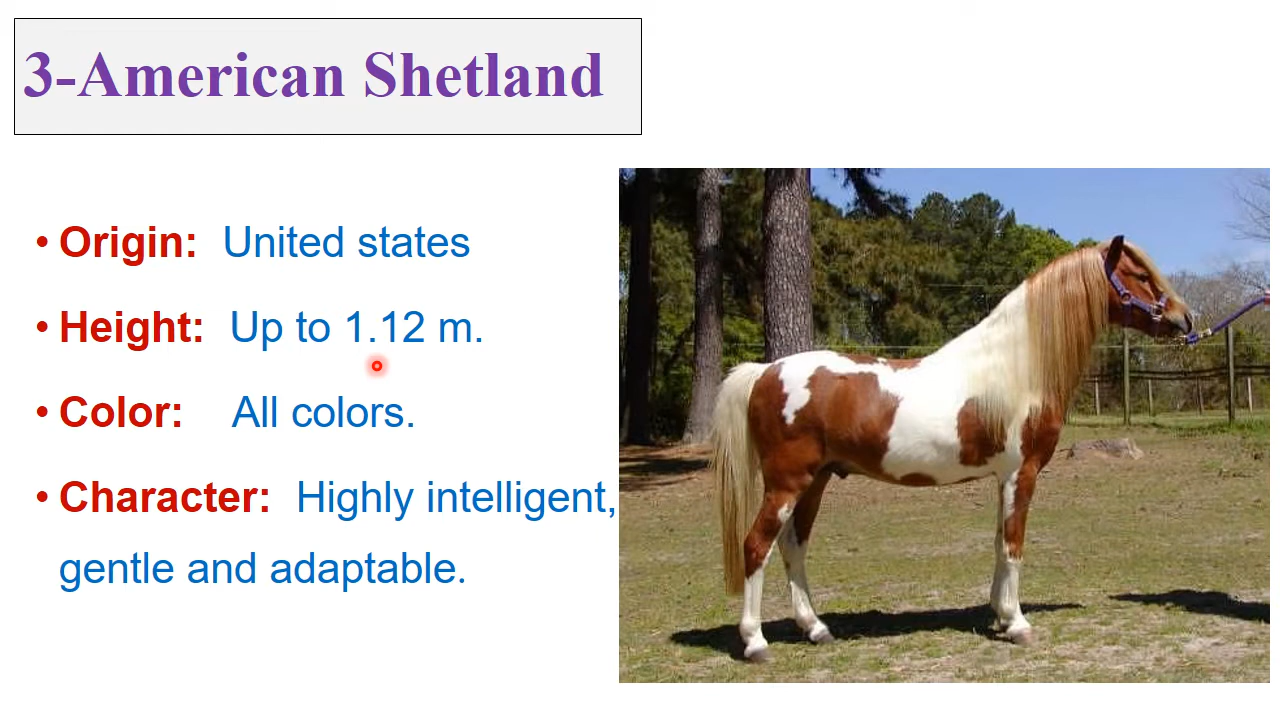 3-American Shetland
• Origin: United states
• Height: Up to 1.12 m.
• Color: All colors.
• Character: Highly intelligent,
gentle and adaptable.